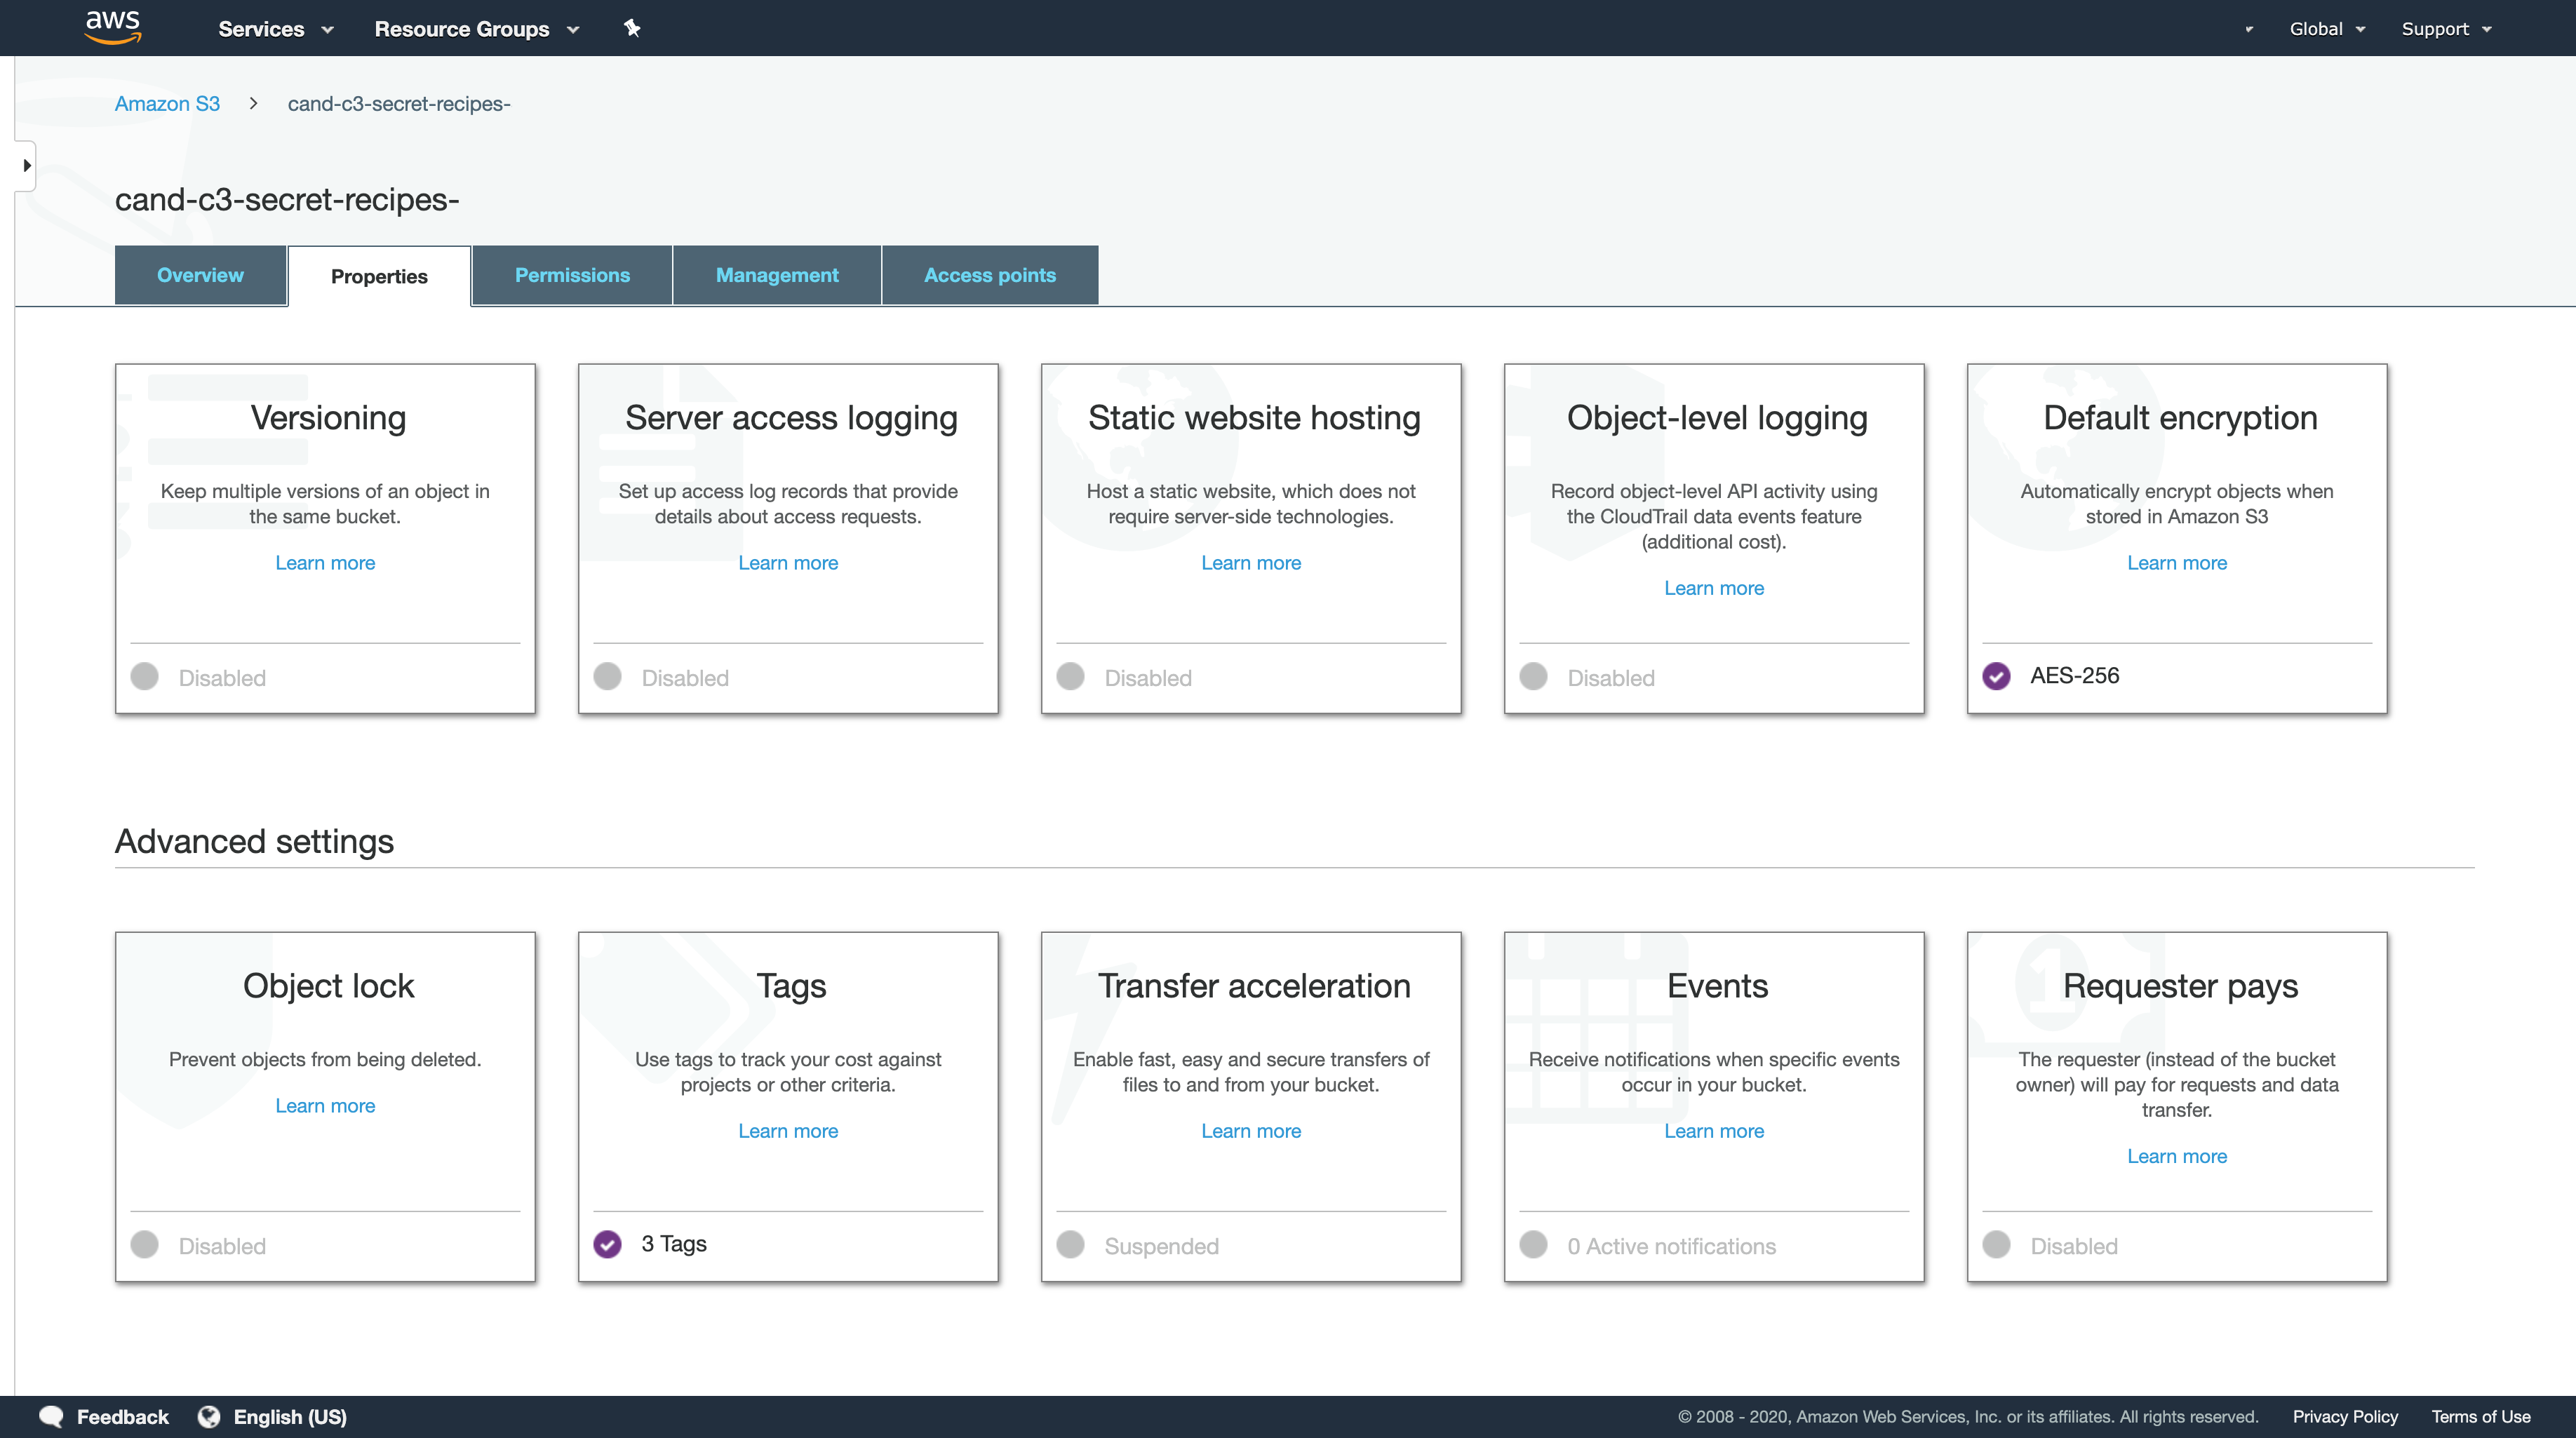 aws
Services
Resource Groups
Global
Support
Amazon S3 > cand-c3-secret-recipes-
cand-c3-secret-recipes-
Overview
Properties
Permissions
Management
Access points
Versioning
Keep multiple versions of an object in
the same bucket.
Learn more
Disabled
Server access logging
Set up access log records that provide
details about access requests.
Learn more
Disabled
Static website hosting
Host a static website, which does not
require server-side technologies.
Learn more
Disabled
Object-level logging
Record object-level API activity using
the CloudTrail data events feature
(additional cost).
Learn more
Disabled
Default encryption
Automatically encrypt objects when
stored in Amazon S3
Learn more
AES-256
Advanced settings
Object lock
Prevent objects from being deleted.
Learn more
Disabled
Tags
Use tags to track your cost against
projects or other criteria.
Learn more
3 Tags
Transfer acceleration
Enable fast, easy and secure transfers of
files to and from your bucket.
Learn more
Suspended
Events
Receive notifications when specific events
occur in your bucket.
Learn more
0 Active notifications
Requester pays
The requester (instead of the bucket
owner) will pay for requests and data
transfer.
Learn more
Disabled
Feedback
English (US)
© 2008 - 2020, Amazon Web Services, Inc. or its affiliates. All rights reserved.
Privacy Policy
Terms of Use